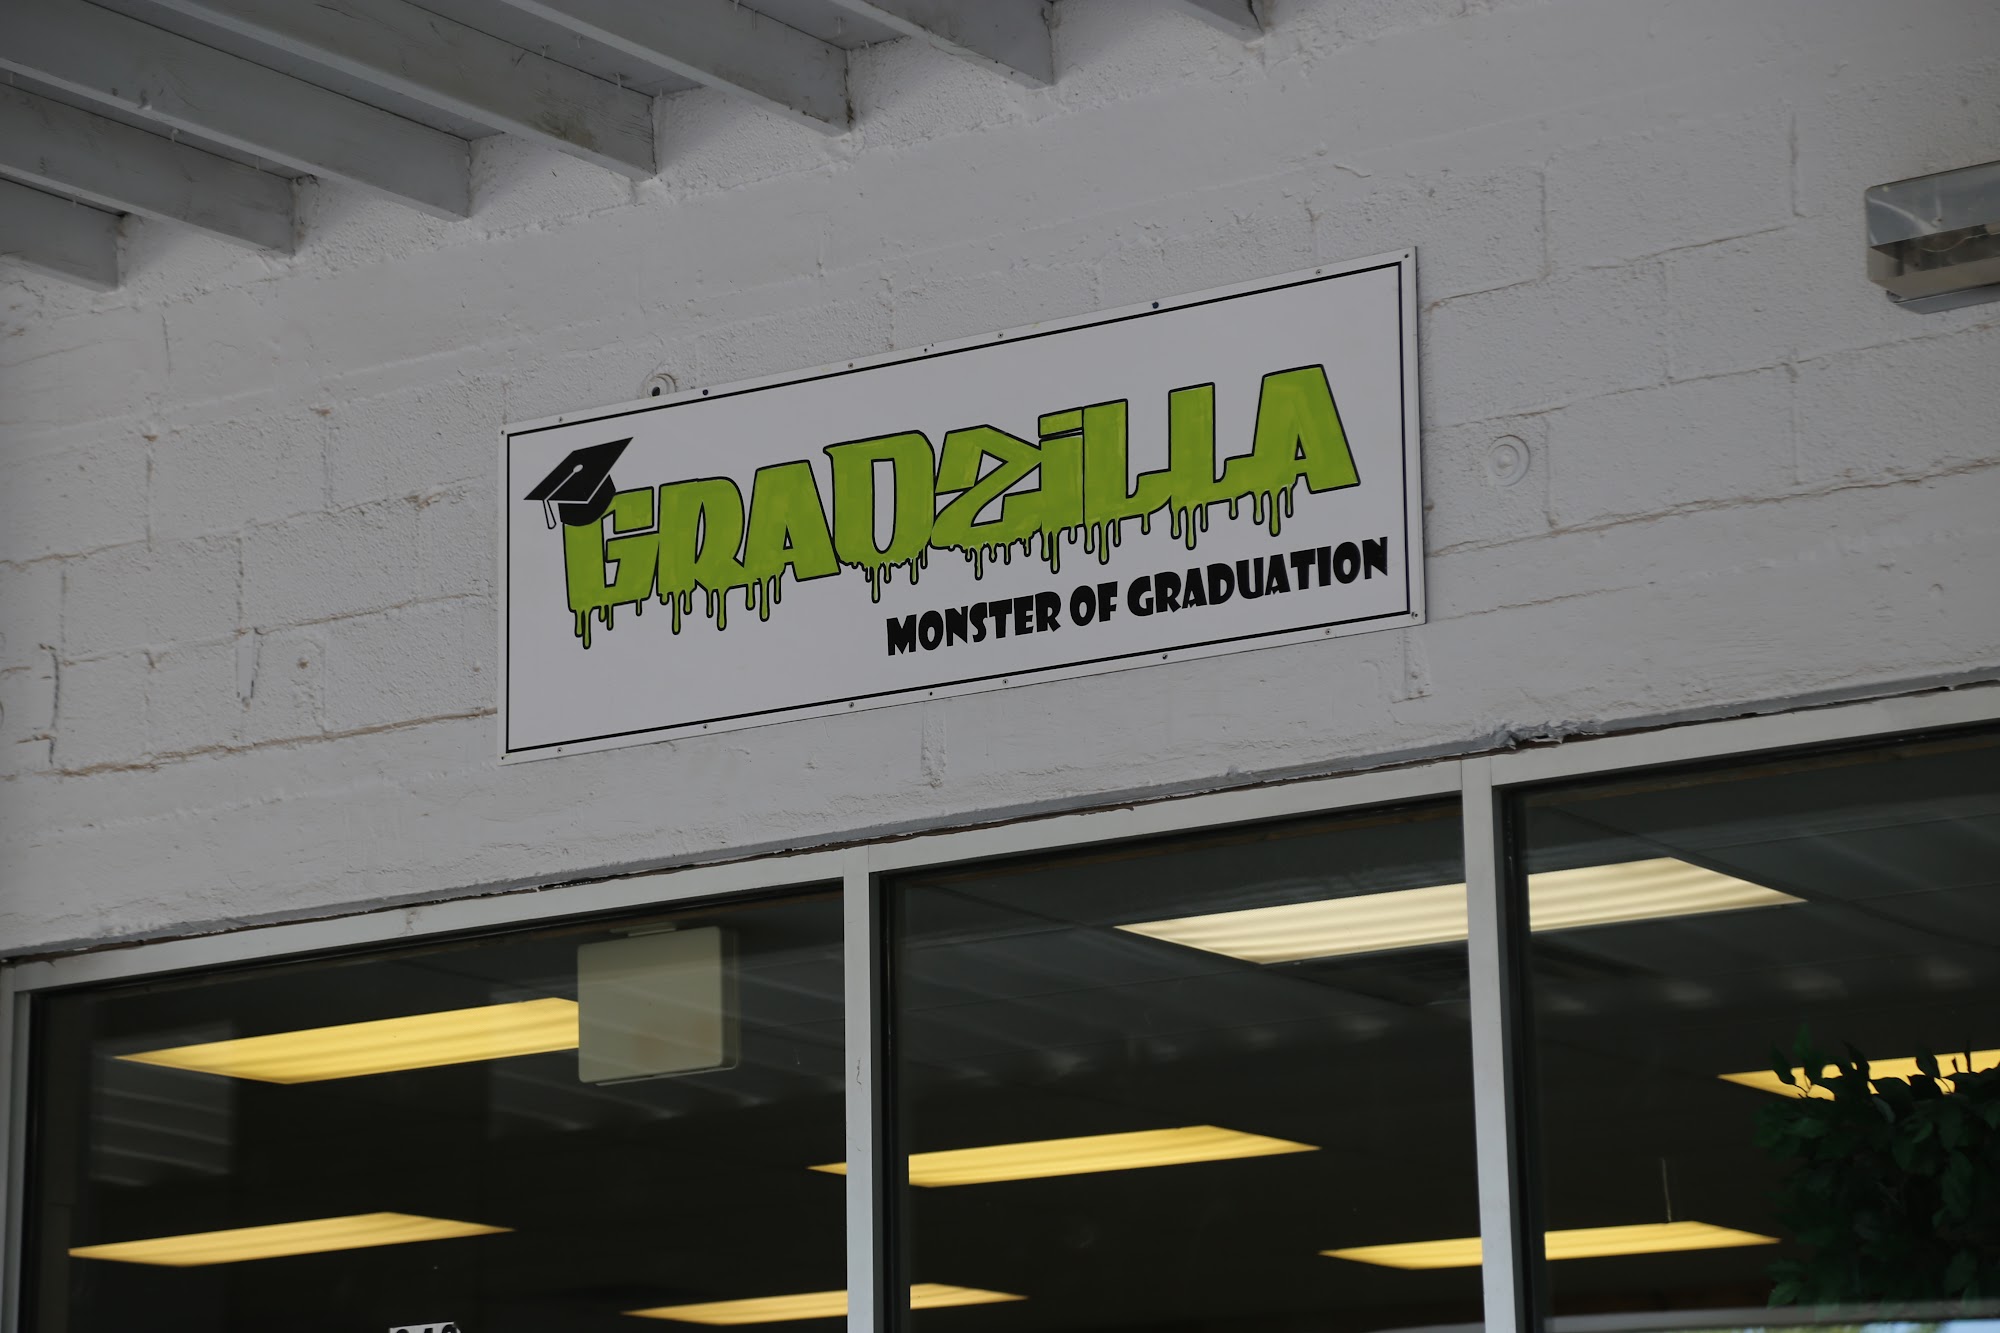 GRADZiLLA
MONSTER OF GRADUATION